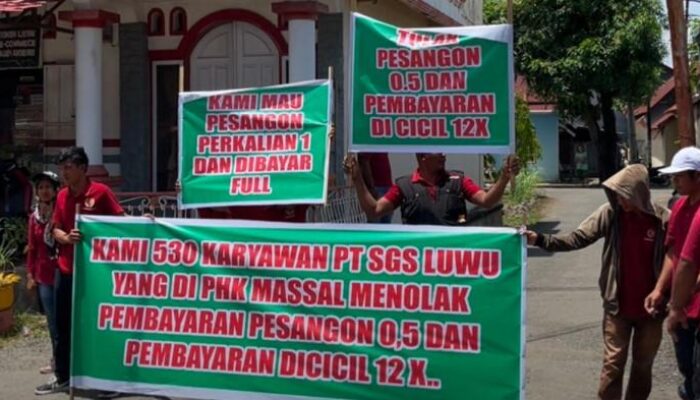 KAMI MAU
PESANGON
PERKALIAN 1
DAN DIBAYAR
FULL
TOLAK
PESANGON
0.5 DAN
PEMBAYARAN
DI CICIL 12X
KAMI 530 KARYAWAN PT SGS LUWU
YANG DI PHK MASSAL MENOLAK
PEMBAYARAN PESANGON 0,5 DAN
PEMBAYARAN DICICIL 12 X..